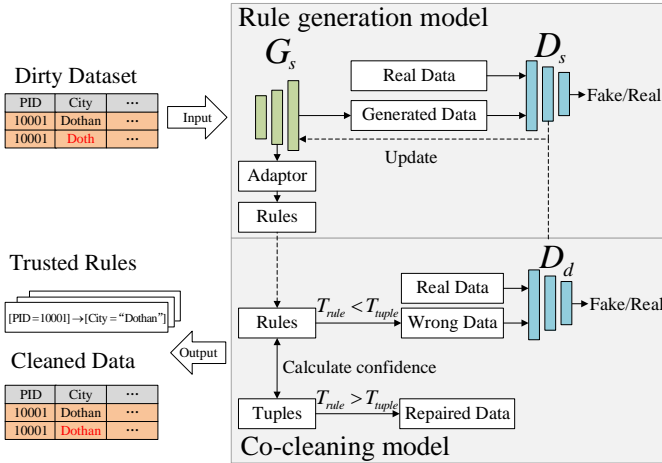 Rule generation model
G_s
D_s
Real Data
Fake/Real
Generated Data
Update
Adaptor
Rules
Dirty Dataset
PID City ...
10001 Dothan ...
10001 Doth ...
Input
Trusted Rules
[PID=10001]→[City="Dothan"]
Output
Cleaned Data
PID City ...
10001 Dothan ...
10001 Dothan ...
D_d
Real Data
Rules
T_rule < T_tuple
Wrong Data
Fake/Real
Calculate confidence
Tuples
T_rule > T_tuple
Repaired Data
Co-cleaning model